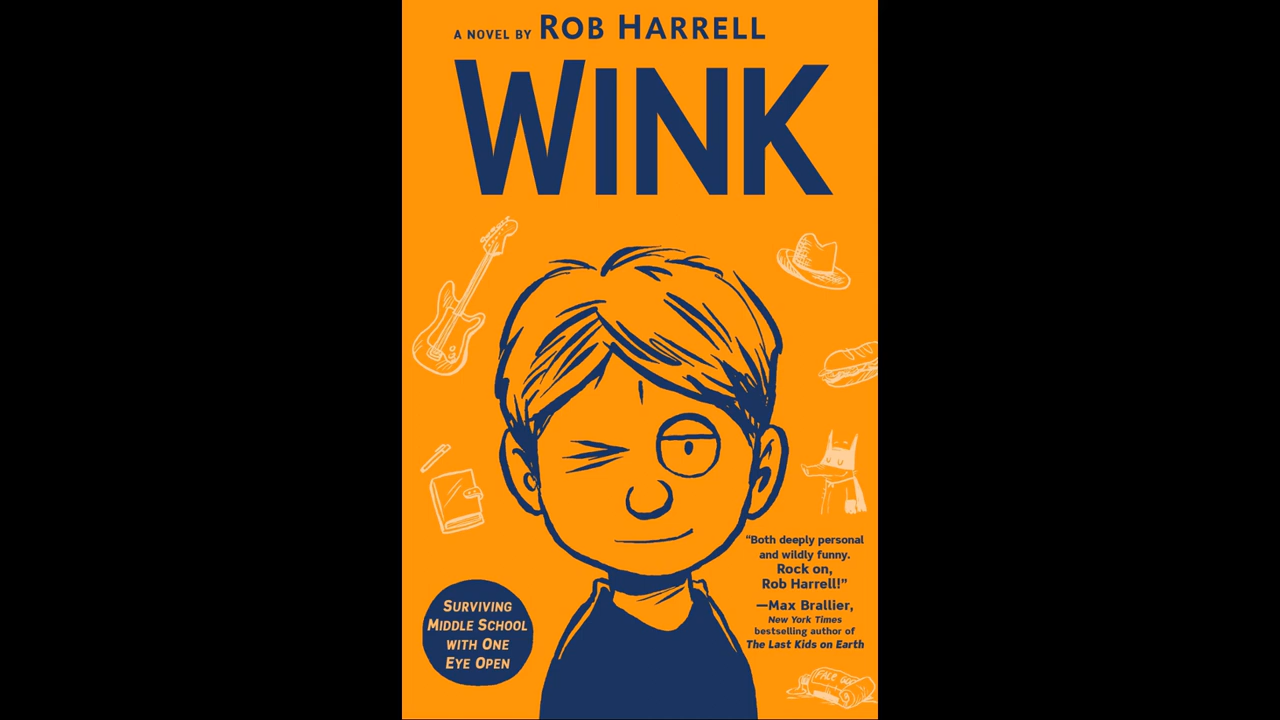 A NOVEL BY ROB HARRELL
WINK
"Both deeply personal
and wildly funny.
Rock on,
Rob Harrell!"
—Max Brallier,
New York Times
bestselling author of
The Last Kids on Earth
SURVIVING
MIDDLE SCHOOL
WITH ONE
EYE OPEN
FACE